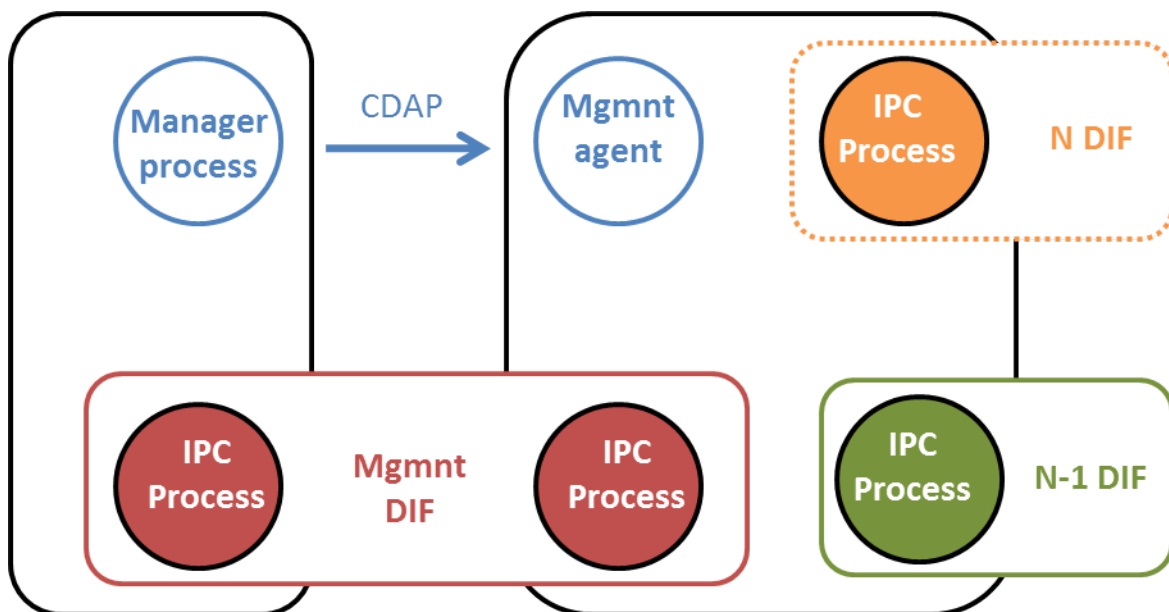 Manager
process
CDAP
Mgmnt
agent
IPC
Process
N DIF
IPC
Process
Mgmnt
DIF
IPC
Process
IPC
Process
N-1 DIF